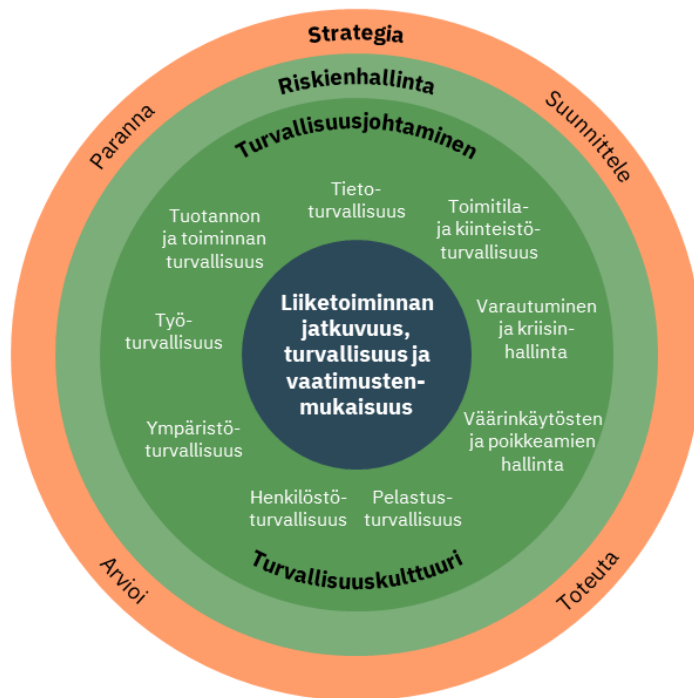 Strategia
Riskienhallinta
Turvallisuusjohtaminen
Paranna
Suunnittele
Tieto-
turvallisuus
Tuotannon
ja toiminnan
turvallisuus
Toimitila-
ja kiinteistö-
turvallisuus
Liiketoiminnan
jatkuvuus,
turvallisuus ja
vaatimusten-
mukaisuus
Työ-
turvallisuus
Varautuminen
ja kriisin-
hallinta
Ympäristö-
turvallisuus
Väärinkäytösten
ja poikkeamien
hallinta
Henkilöstö-
turvallisuus
Pelastus-
turvallisuus
Turvallisuuskulttuuri
Arvioi
Toteuta